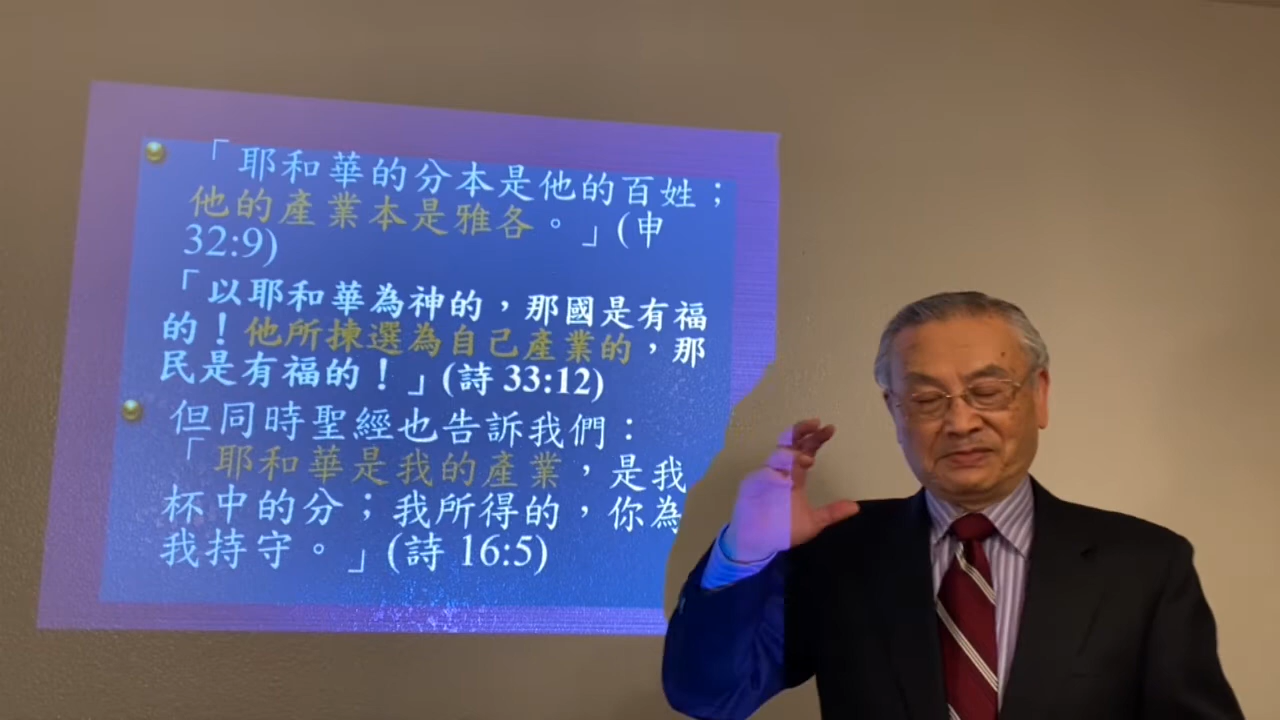 「耶和華的分本是他的百姓；
他的產業本是雅各。」(申
32:9)
「以耶和華為神的，那國是有福
的！他所揀選為自己產業的，那
民是有福的！」(詩 33:12)
但同時聖經也告訴我們：
「耶和華是我的產業，是我
杯中的分；我所得的，你為
我持守。」(詩 16:5)